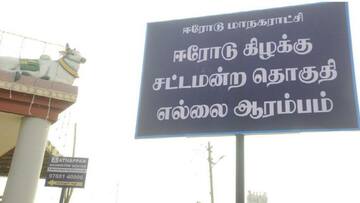 ஈரோடு மாநகராட்சி
ஈரோடு கிழக்கு
சட்டமன்ற தொகுதி
எல்லை ஆரம்பம்